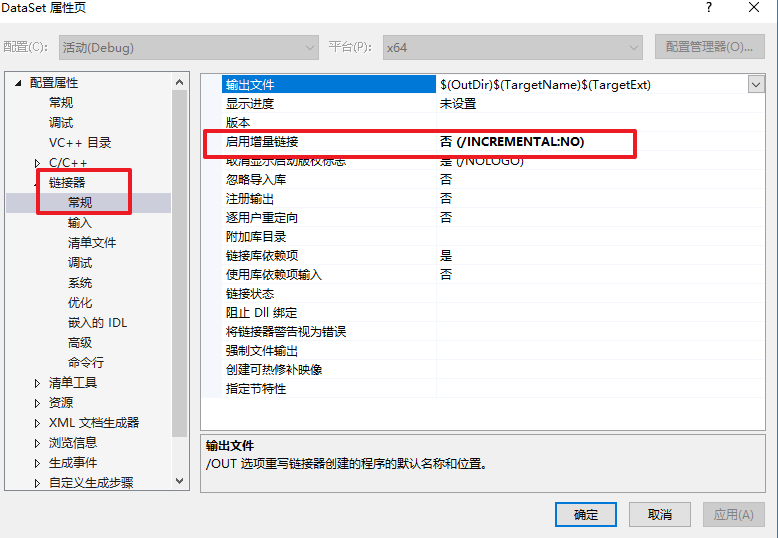 DataSet 属性页
?
配置(C):
活动(Debug)
平台(P):
x64
配置管理器(O)...
配置属性
常规
调试
VC++ 目录
C/C++
链接器
常规
输入
清单文件
调试
系统
优化
嵌入的 IDL
高级
命令行
清单工具
资源
XML 文档生成器
浏览信息
生成事件
自定义生成步骤
输出文件 $(OutDir)$(TargetName)$(TargetExt)
显示进度 未设置
版本
启用增量链接 否 (/INCREMENTAL:NO)
取消显示启动版权标志 是 (/NOLOGO)
忽略导入库 否
注册输出 否
逐用户重定向 否
附加库目录
链接库依赖项 是
使用库依赖项输入 否
链接状态
阻止 Dll 绑定
将链接器警告视为错误
强制文件输出
创建可热修补映像
指定节特性
输出文件
/OUT 选项重写链接器创建的程序的默认名称和位置。
确定
取消
应用(A)